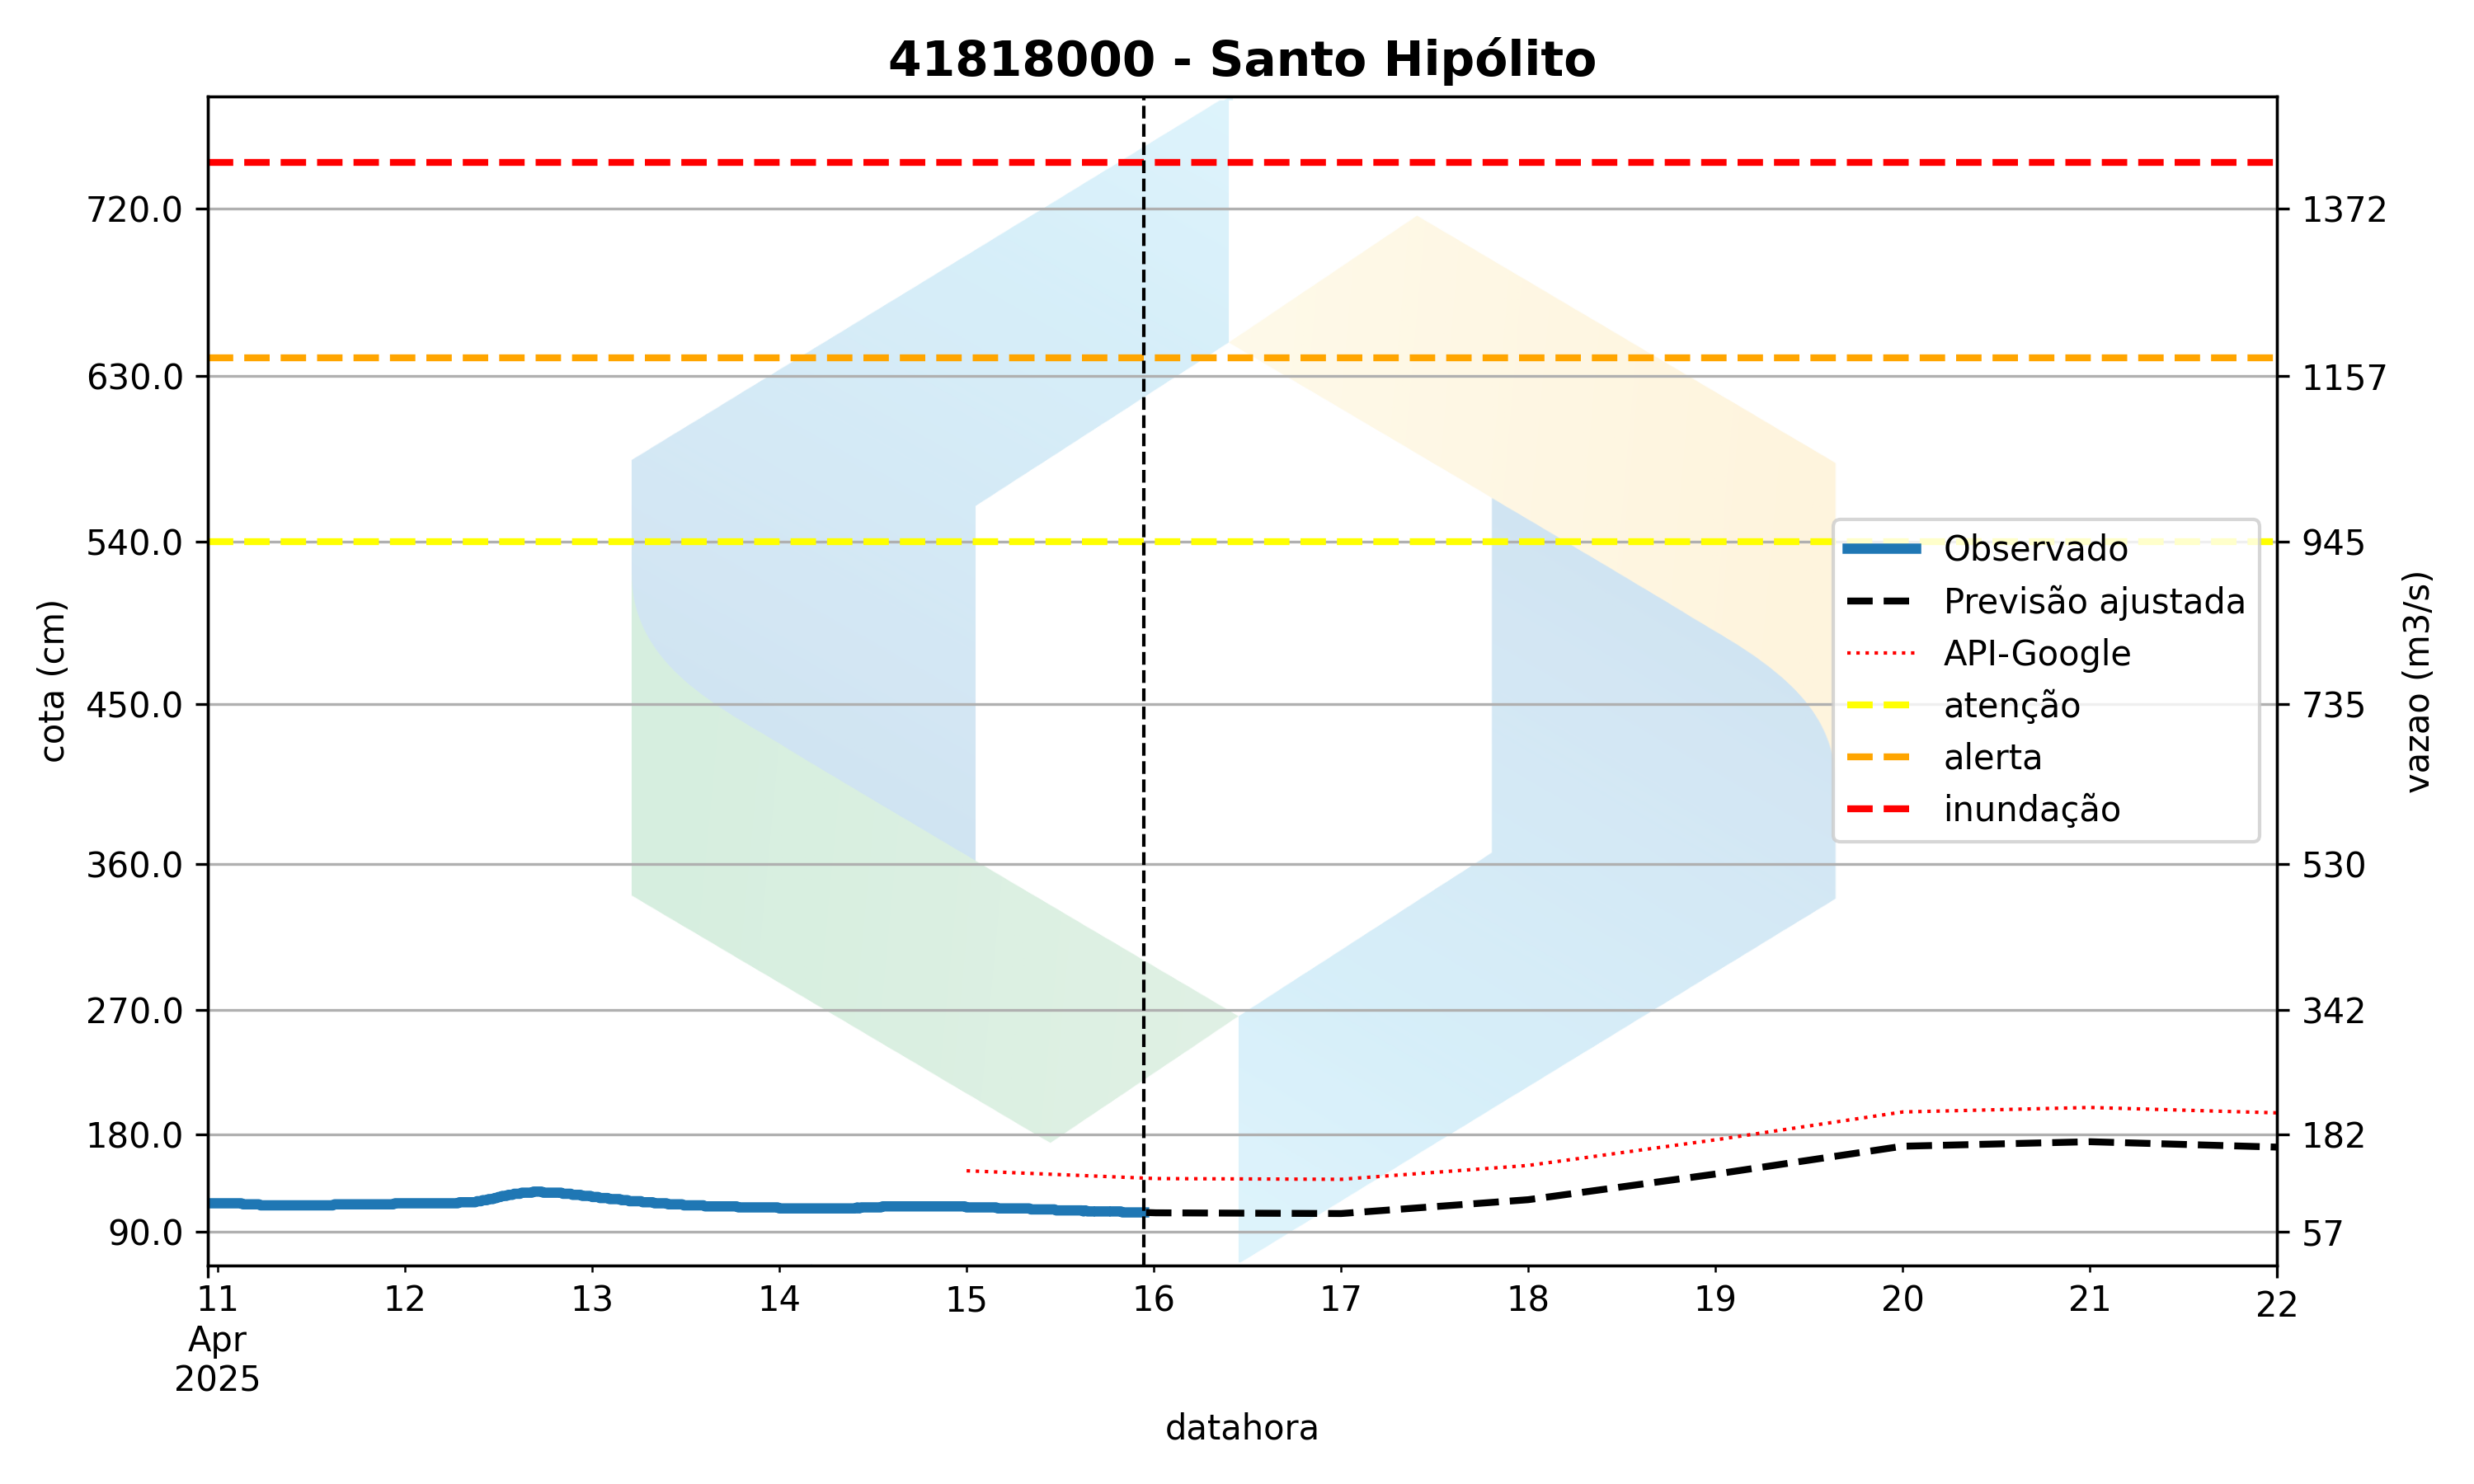 41818000 - Santo Hipólito
720.0
630.0
540.0
450.0
360.0
270.0
180.0
90.0
cota (cm)
1372
1157
945
735
530
342
182
57
vazao (m3/s)
Observado
Previsão ajustada
API-Google
atenção
alerta
inundação
11 12 13 14 15 16 17 18 19 20 21 22
Apr
2025
datahora